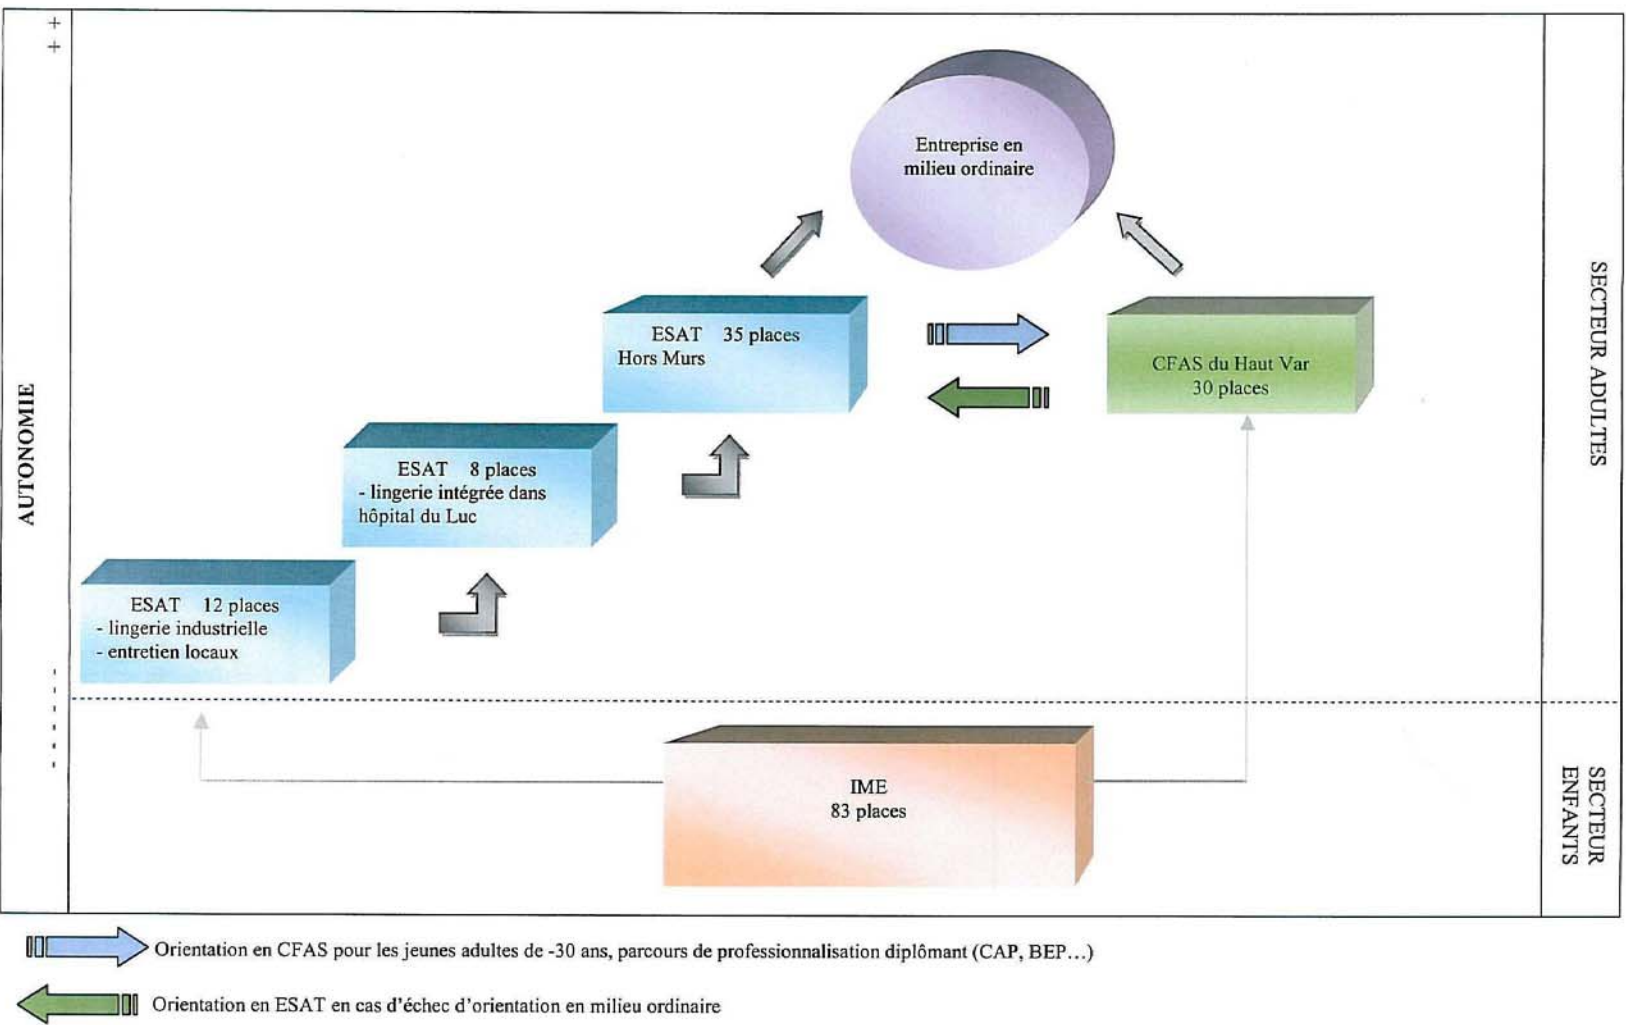 +
+
Entreprise en
milieu ordinaire
ESAT 35 places
Hors Murs
CFAS du Haut Var
30 places
ESAT 8 places
- lingerie intégrée dans
hôpital du Luc
ESAT 12 places
- lingerie industrielle
- entretien locaux
AUTONOMIE
SECTEUR ADULTES
IME
83 places
SECTEUR
ENFANTS
Orientation en CFAS pour les jeunes adultes de -30 ans, parcours de professionnalisation diplômant (CAP, BEP…)
Orientation en ESAT en cas d'échec d'orientation en milieu ordinaire